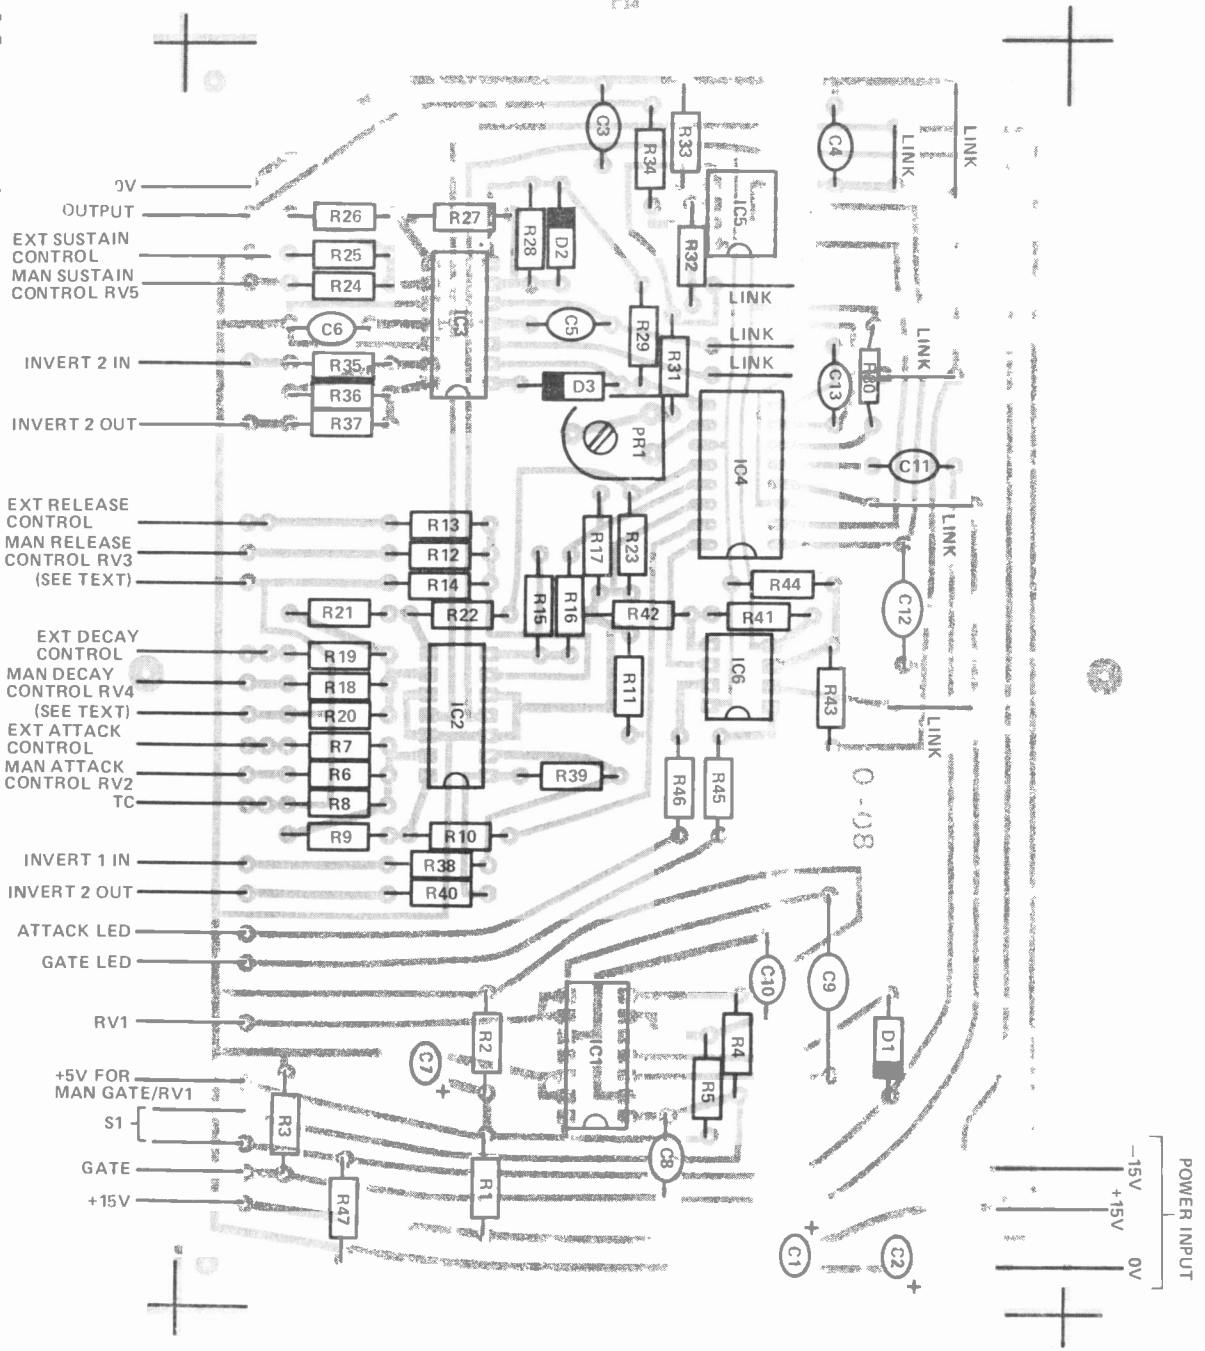 0V
OUTPUT
EXT SUSTAIN
CONTROL
MAN SUSTAIN
CONTROL RV5
INVERT 2 IN
INVERT 2 OUT
EXT RELEASE
CONTROL
MAN RELEASE
CONTROL RV3
(SEE TEXT)
EXT DECAY
CONTROL
MAN DECAY
CONTROL RV4
(SEE TEXT)
EXT ATTACK
CONTROL
MAN ATTACK
CONTROL RV2
TC
INVERT 1 IN
INVERT 2 OUT
ATTACK LED
GATE LED
RV1
+5V FOR
MAN GATE/RV1
S1
GATE
+15V
C3
R34
R33
C4
LINK
LINK
R26
R27
R28
D2
IC5
R25
R32
R24
LINK
C6
IC3
C5
R29
LINK
LINK
R31
LINK
R35
D3
C13
R30
R36
R37
PR1
IC4
C11
R13
R12
R14
R17
R23
LINK
R44
R15
R16
C12
R21
R22
R42
R41
R19
R18
R20
IC2
R11
IC6
R43
LINK
R7
R6
R8
R39
R46
R45
O-08
R9
R10
R38
R40
C10
C9
R2
C7
+
IC1
R4
R5
D1
R3
R1
C8
R47
+
C1
C2
+
-15V
+15V
0V
POWER INPUT